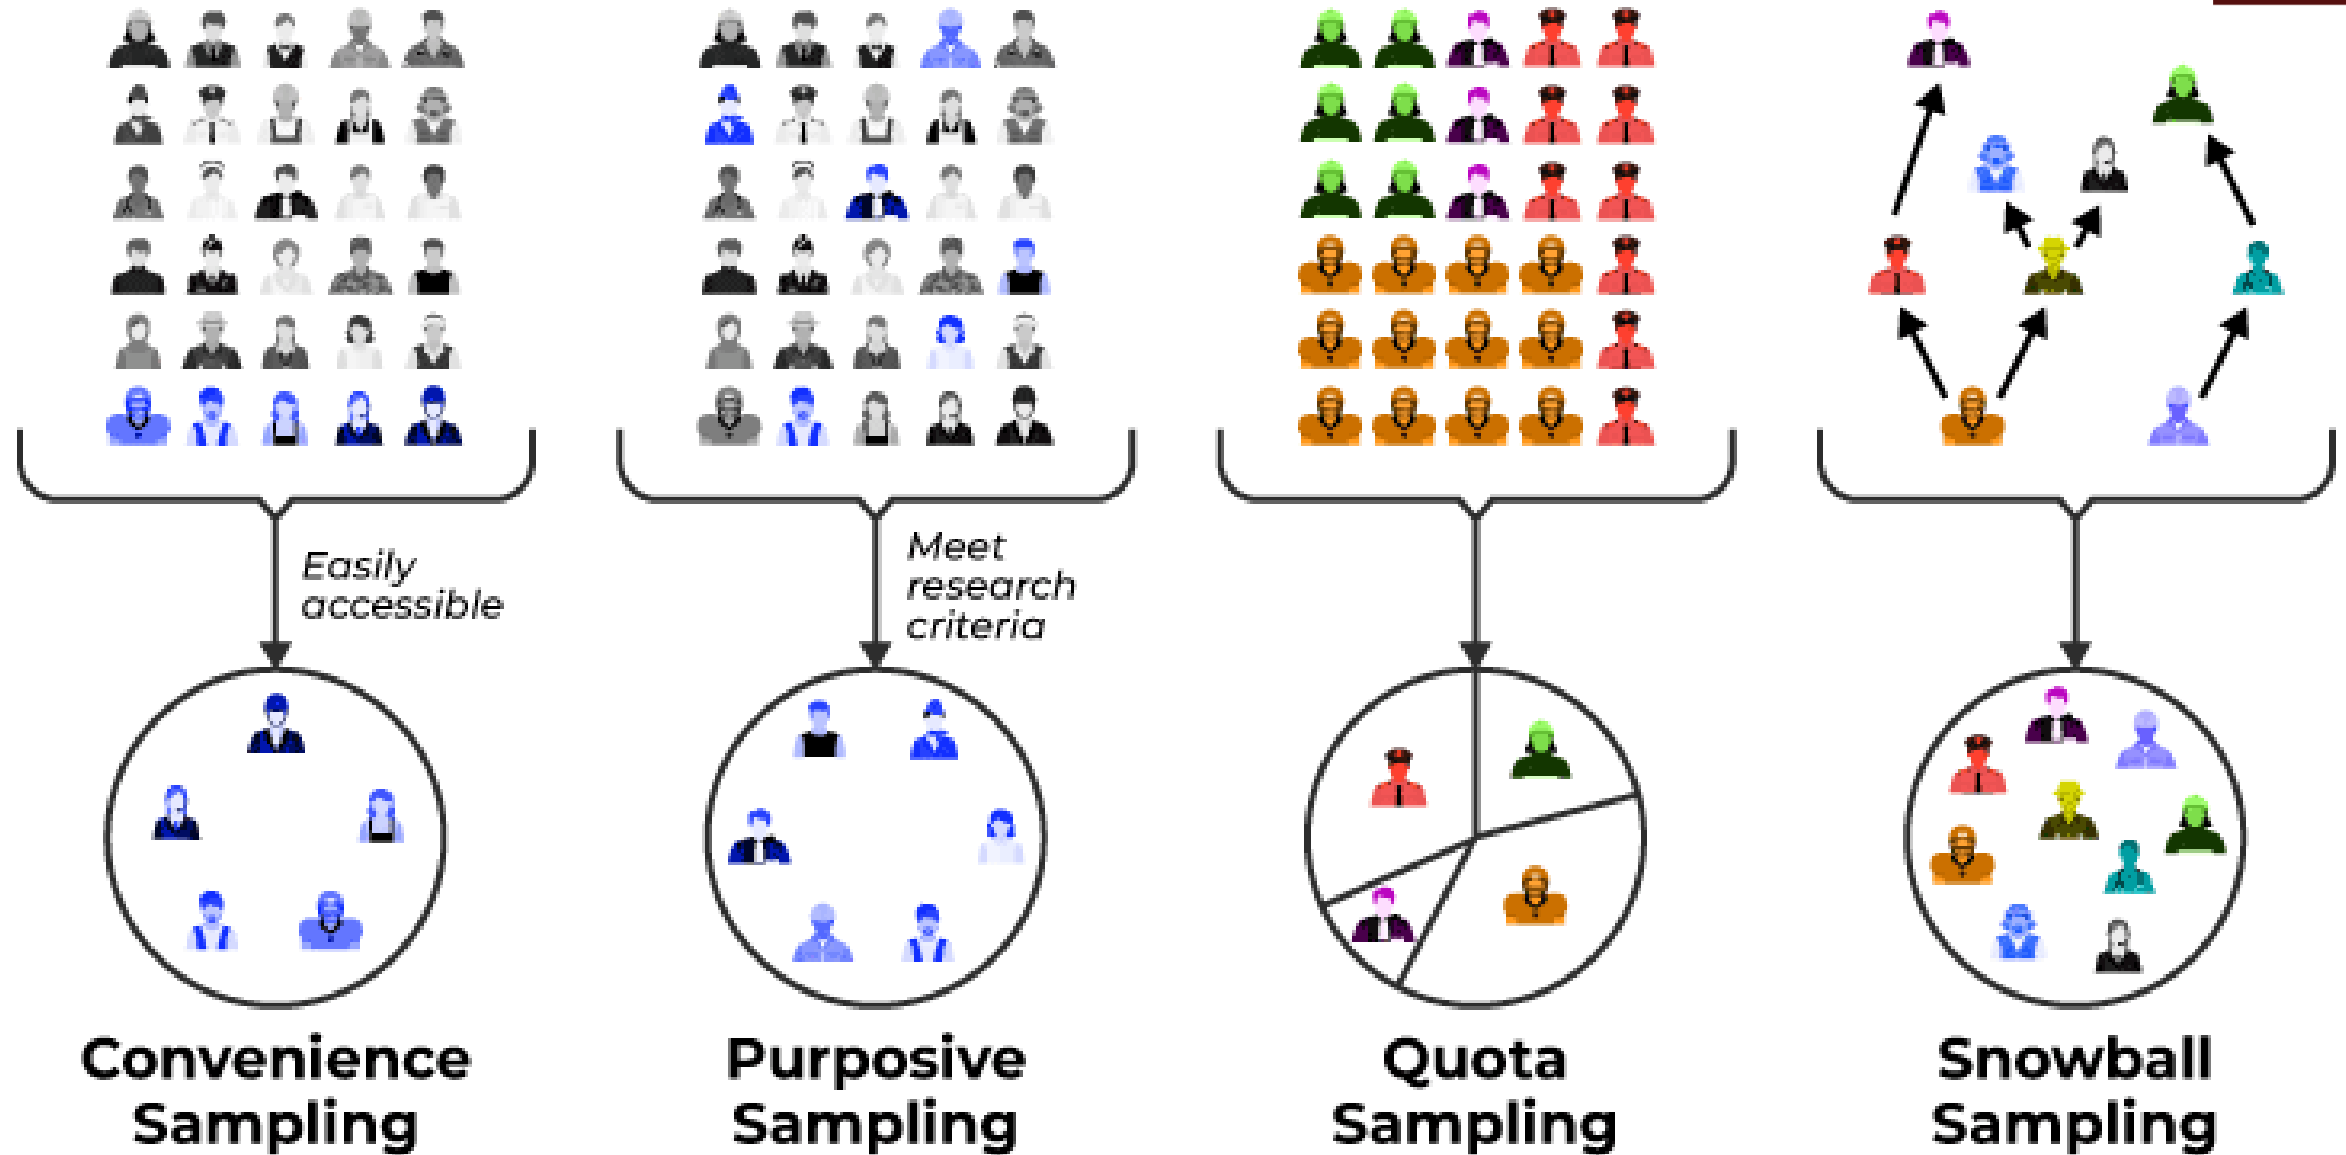 Easily
accessible
Meet
research
criteria
Convenience
Sampling
Purposive
Sampling
Quota
Sampling
Snowball
Sampling